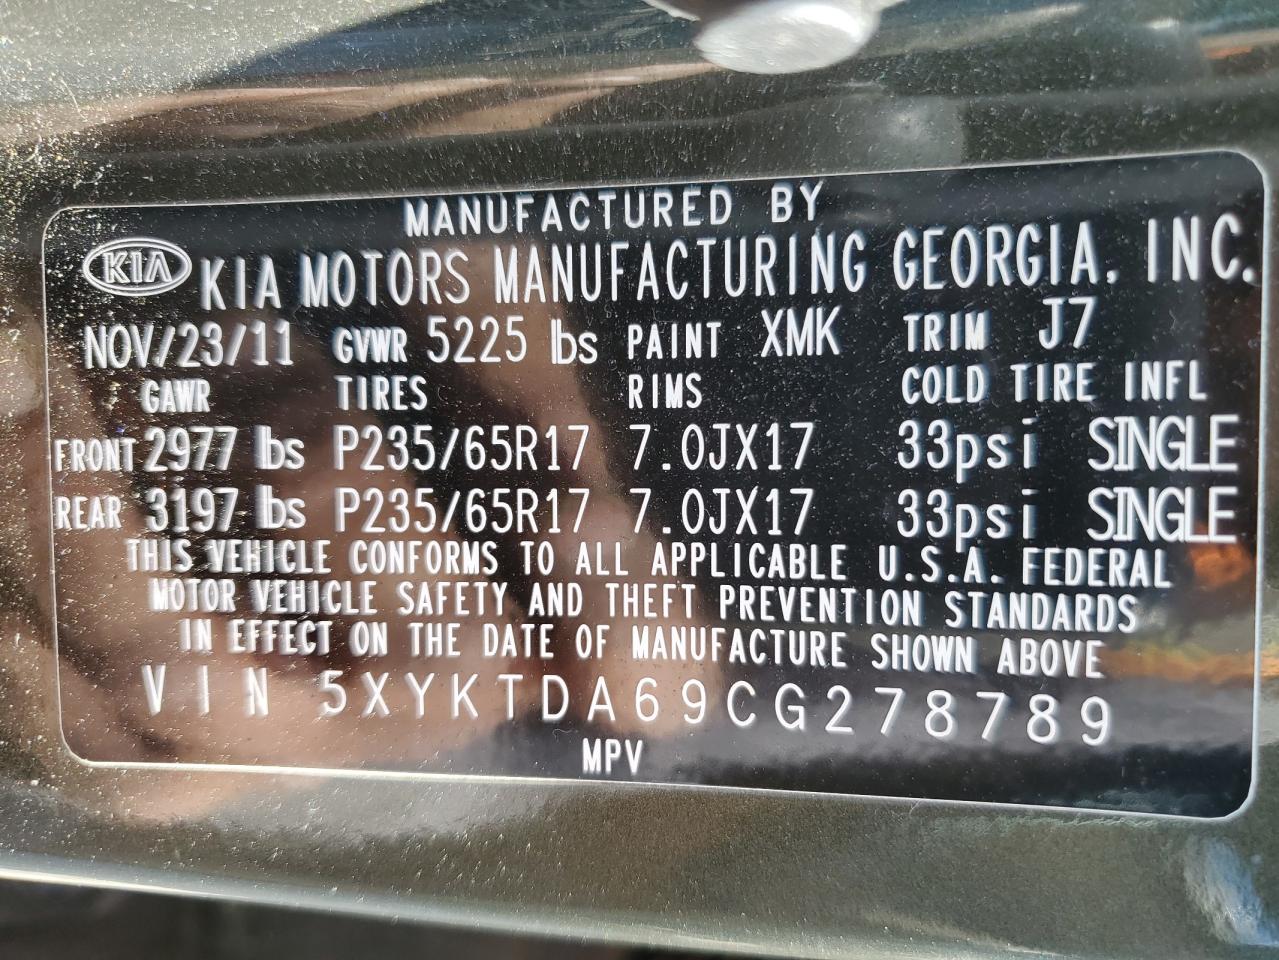 MANUFACTURED BY
KIA KIA MOTORS MANUFACTURING GEORGIA, INC.
NOV/23/11 GVWR 5225 lbs PAINT XMK TRIM J7
GAWR TIRES RIMS COLD TIRE INFL
FRONT 2977 lbs P235/65R17 7.0JX17 33psi SINGLE
REAR 3197 lbs P235/65R17 7.0JX17 33psi SINGLE
THIS VEHICLE CONFORMS TO ALL APPLICABLE U.S.A. FEDERAL
MOTOR VEHICLE SAFETY AND THEFT PREVENTION STANDARDS
IN EFFECT ON THE DATE OF MANUFACTURE SHOWN ABOVE
VIN 5XYKTDA69CG278789
MPV